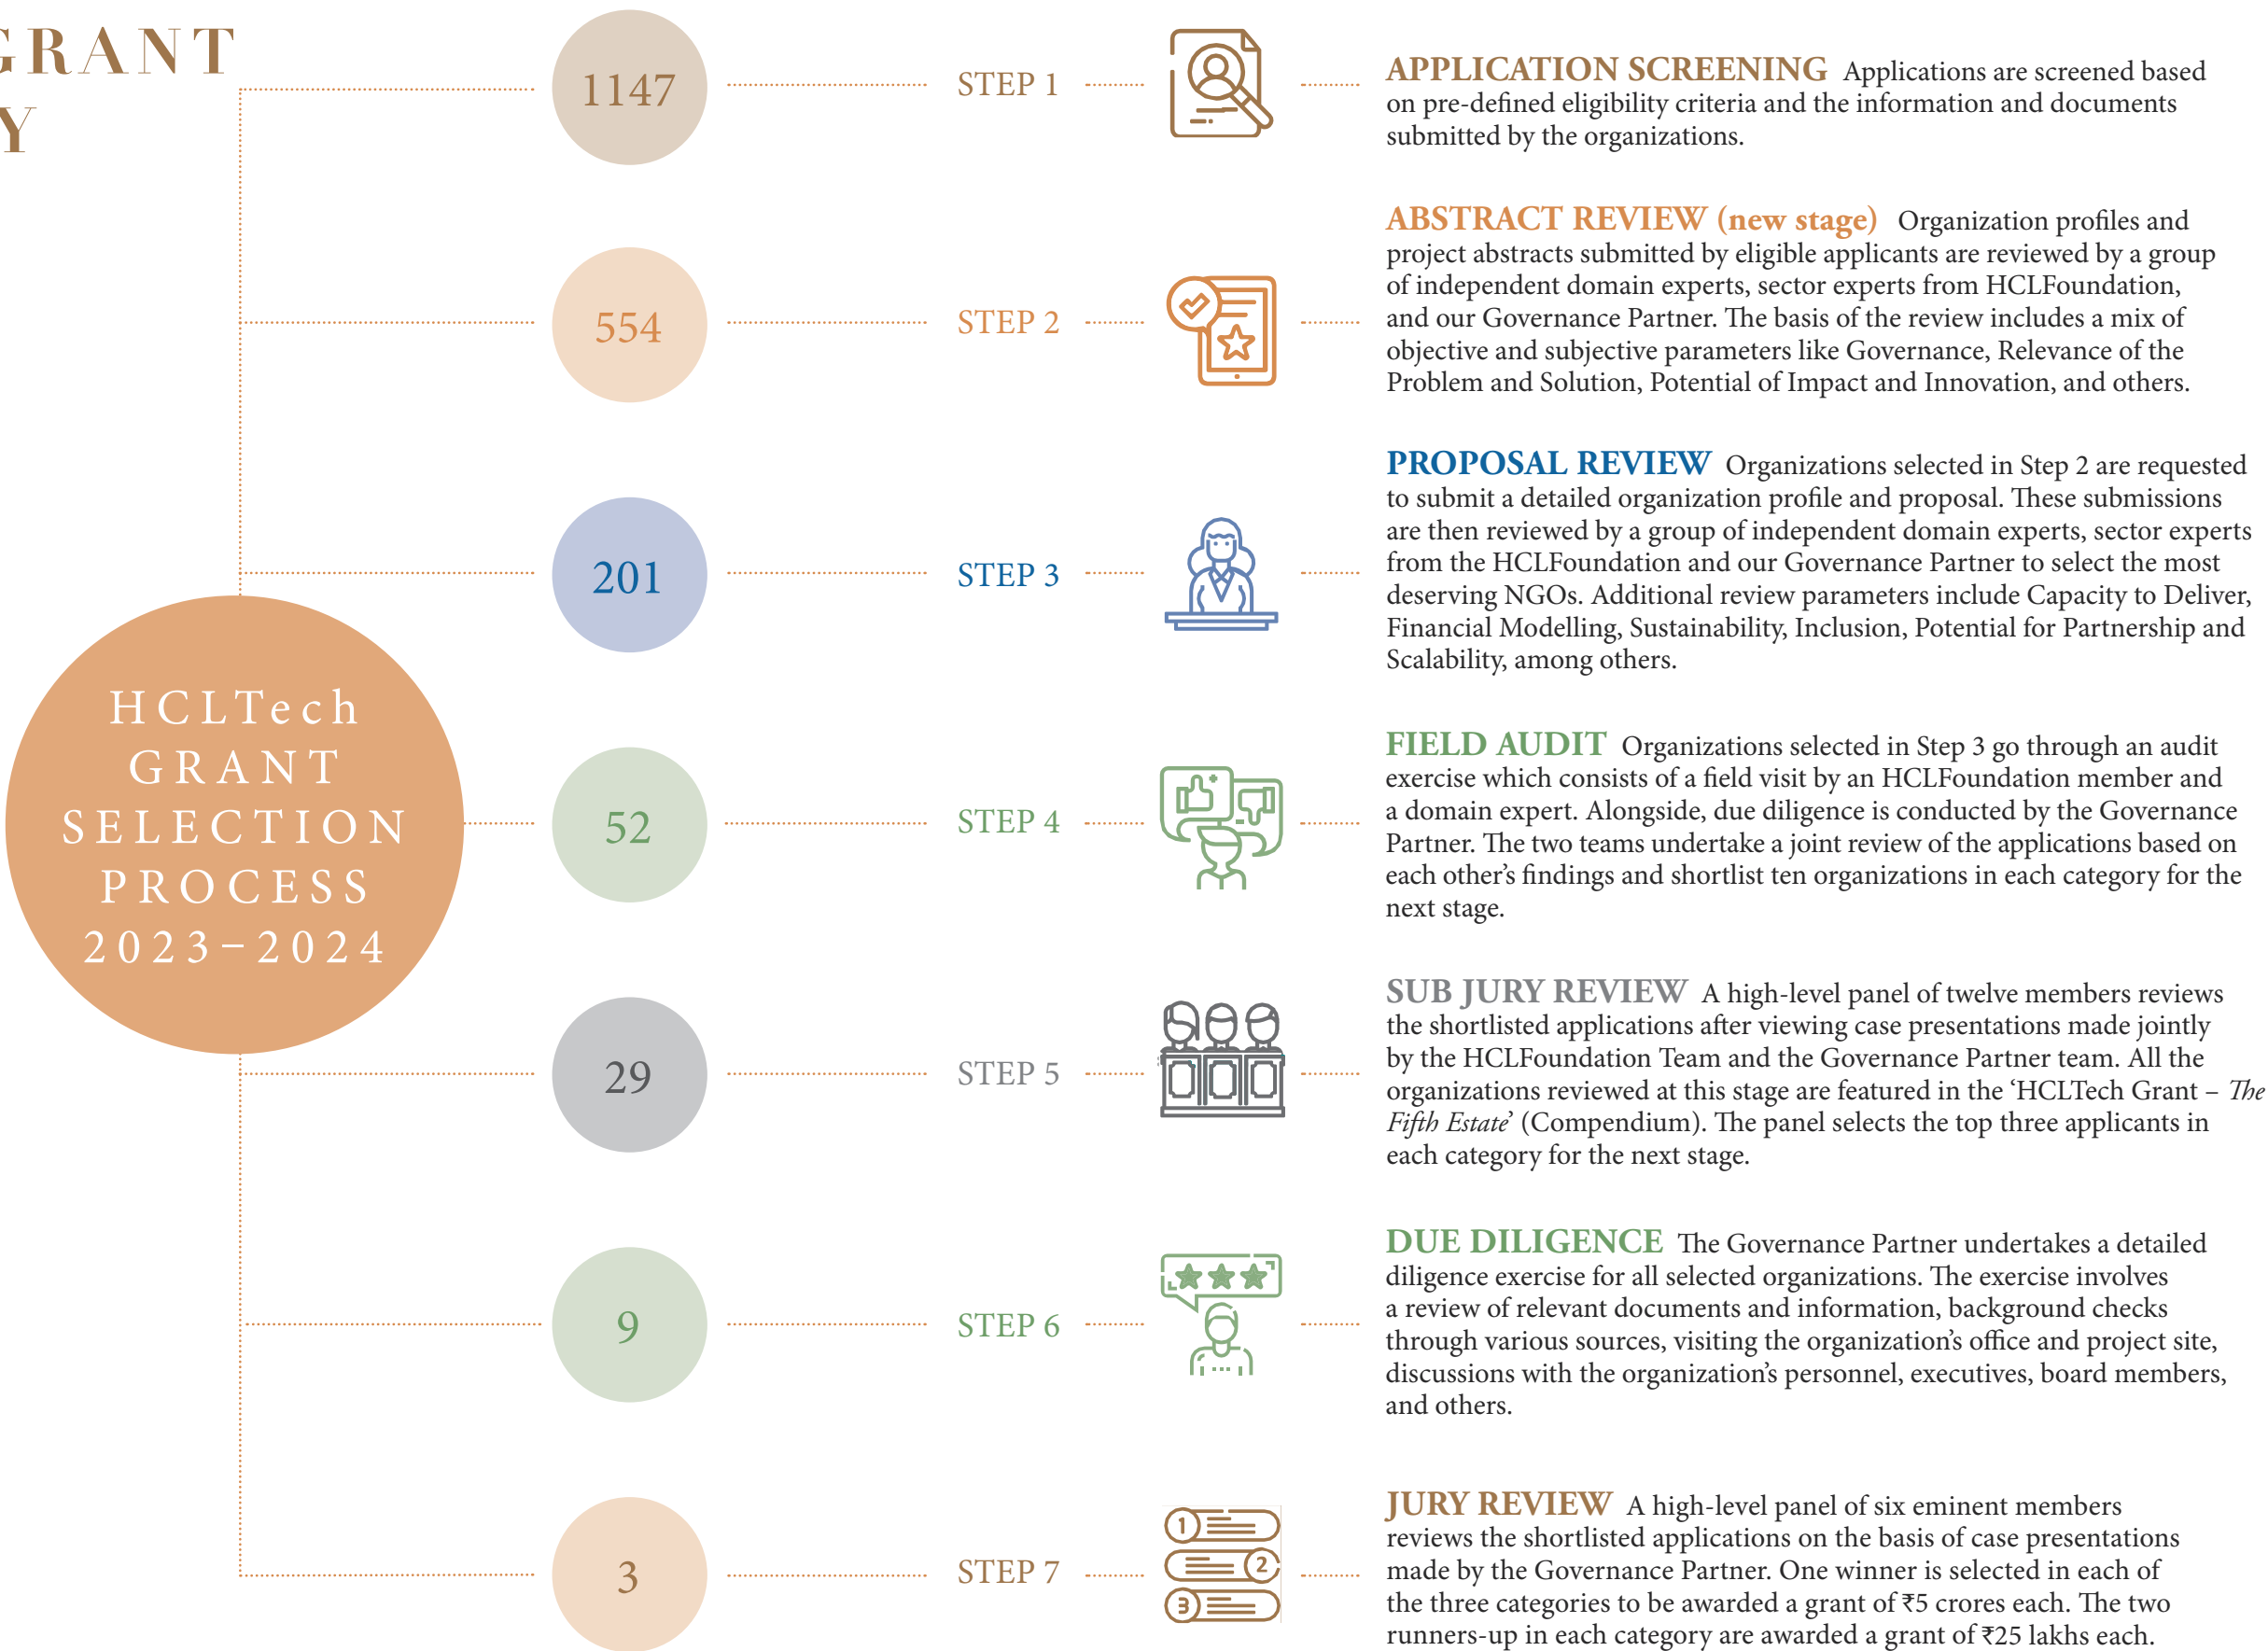 GRANT
Y
HCLTech
GRANT
SELECTION
PROCESS
2023–2024
1147
STEP 1
APPLICATION SCREENING Applications are screened based
on pre-defined eligibility criteria and the information and documents
submitted by the organizations.
554
STEP 2
ABSTRACT REVIEW (new stage) Organization profiles and
project abstracts submitted by eligible applicants are reviewed by a group
of independent domain experts, sector experts from HCLFoundation,
and our Governance Partner. The basis of the review includes a mix of
objective and subjective parameters like Governance, Relevance of the
Problem and Solution, Potential of Impact and Innovation, and others.
201
STEP 3
PROPOSAL REVIEW Organizations selected in Step 2 are requested
to submit a detailed organization profile and proposal. These submissions
are then reviewed by a group of independent domain experts, sector experts
from the HCLFoundation and our Governance Partner to select the most
deserving NGOs. Additional review parameters include Capacity to Deliver,
Financial Modelling, Sustainability, Inclusion, Potential for Partnership and
Scalability, among others.
52
STEP 4
FIELD AUDIT Organizations selected in Step 3 go through an audit
exercise which consists of a field visit by an HCLFoundation member and
a domain expert. Alongside, due diligence is conducted by the Governance
Partner. The two teams undertake a joint review of the applications based on
each other’s findings and shortlist ten organizations in each category for the
next stage.
29
STEP 5
SUB JURY REVIEW A high-level panel of twelve members reviews
the shortlisted applications after viewing case presentations made jointly
by the HCLFoundation Team and the Governance Partner team. All the
organizations reviewed at this stage are featured in the ‘HCLTech Grant – The
Fifth Estate’ (Compendium). The panel selects the top three applicants in
each category for the next stage.
9
STEP 6
DUE DILIGENCE The Governance Partner undertakes a detailed
diligence exercise for all selected organizations. The exercise involves
a review of relevant documents and information, background checks
through various sources, visiting the organization’s office and project site,
discussions with the organization’s personnel, executives, board members,
and others.
3
STEP 7
1
2
3
JURY REVIEW A high-level panel of six eminent members
reviews the shortlisted applications on the basis of case presentations
made by the Governance Partner. One winner is selected in each of
the three categories to be awarded a grant of ₹5 crores each. The two
runners-up in each category are awarded a grant of ₹25 lakhs each.